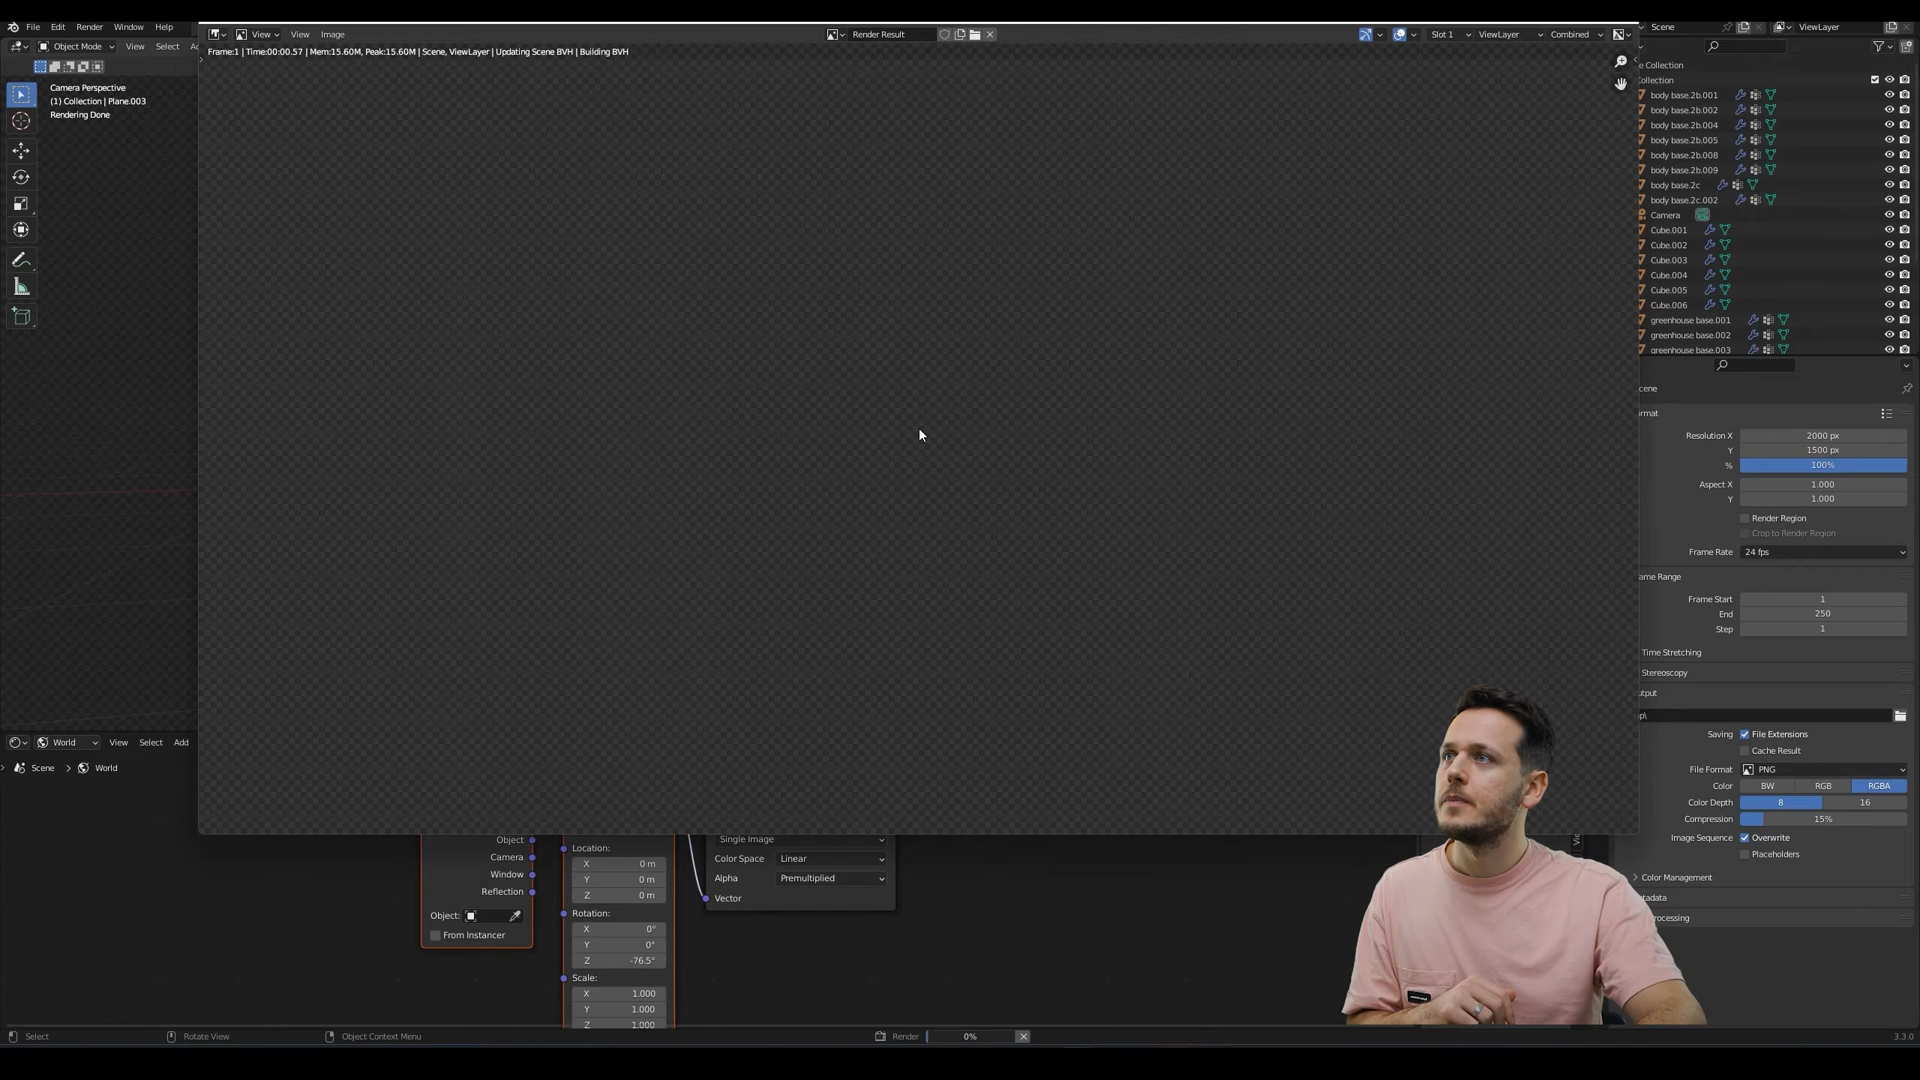 File Edit Render Window Help
View View Image
Render Result
Slot 1 ViewLayer Combined
Scene ViewLayer
Object Mode View Select
Frame:1 | Time:00:00.57 | Mem:15.60M, Peak:15.60M | Scene, ViewLayer | Updating Scene BVH | Building BVH
Camera Perspective
(1) Collection | Plane.003
Rendering Done
e Collection
ollection
body base.2b.001
body base.2b.002
body base.2b.004
body base.2b.005
body base.2b.008
body base.2b.009
body base.2c
body base.2c.002
Camera
Cube.001
Cube.002
Cube.003
Cube.004
Cube.005
Cube.006
greenhouse base.001
greenhouse base.002
greenhouse base.003
cene
ormat
Resolution X 2000 px
Y 1500 px
% 100%
Aspect X 1.000
Y 1.000
Render Region
Crop to Render Region
Frame Rate 24 fps
rame Range
Frame Start 1
End 250
Step 1
Time Stretching
Stereoscopy
utput
p\
Saving File Extensions
Cache Result
File Format PNG
Color BW RGB RGBA
Color Depth 8 16
Compression 15%
Image Sequence Overwrite
Placeholders
Color Management
etadata
rocessing
World View Select Add
Scene > World
Object
Camera
Window
Reflection
Object:
From Instancer
Location:
X 0 m
Y 0 m
Z 0 m
Rotation:
X 0°
Y 0°
Z -76.5°
Scale:
X 1.000
Y 1.000
Z 1.000
Single Image
Color Space Linear
Alpha Premultiplied
Vector
Select Rotate View Object Context Menu Render 0% 3.3.0